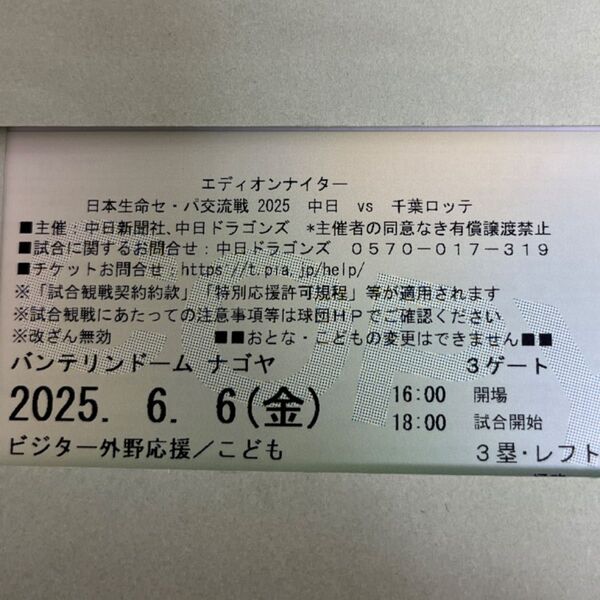 エディオンナイター
日本生命セ・パ交流戦 2025 中日 vs 千葉ロッテ
■主催：中日新聞社、中日ドラゴンズ *主催者の同意なき有償譲渡禁止
■試合に関するお問合せ：中日ドラゴンズ 0570-017-319
■チケットお問合せ：https://t.pia.jp/help/
※「試合観戦契約約款」「特別応援許可規程」等が適用されます
※試合観戦にあたっての注意事項等は球団HPでご確認ください
※改ざん無効 ■■おとな・こどもの変更はできません■■
バンテリンドーム ナゴヤ 3ゲート
2025. 6. 6(金) 16:00 開場
18:00 試合開始
ビジター外野応援／こども 3塁・レフト